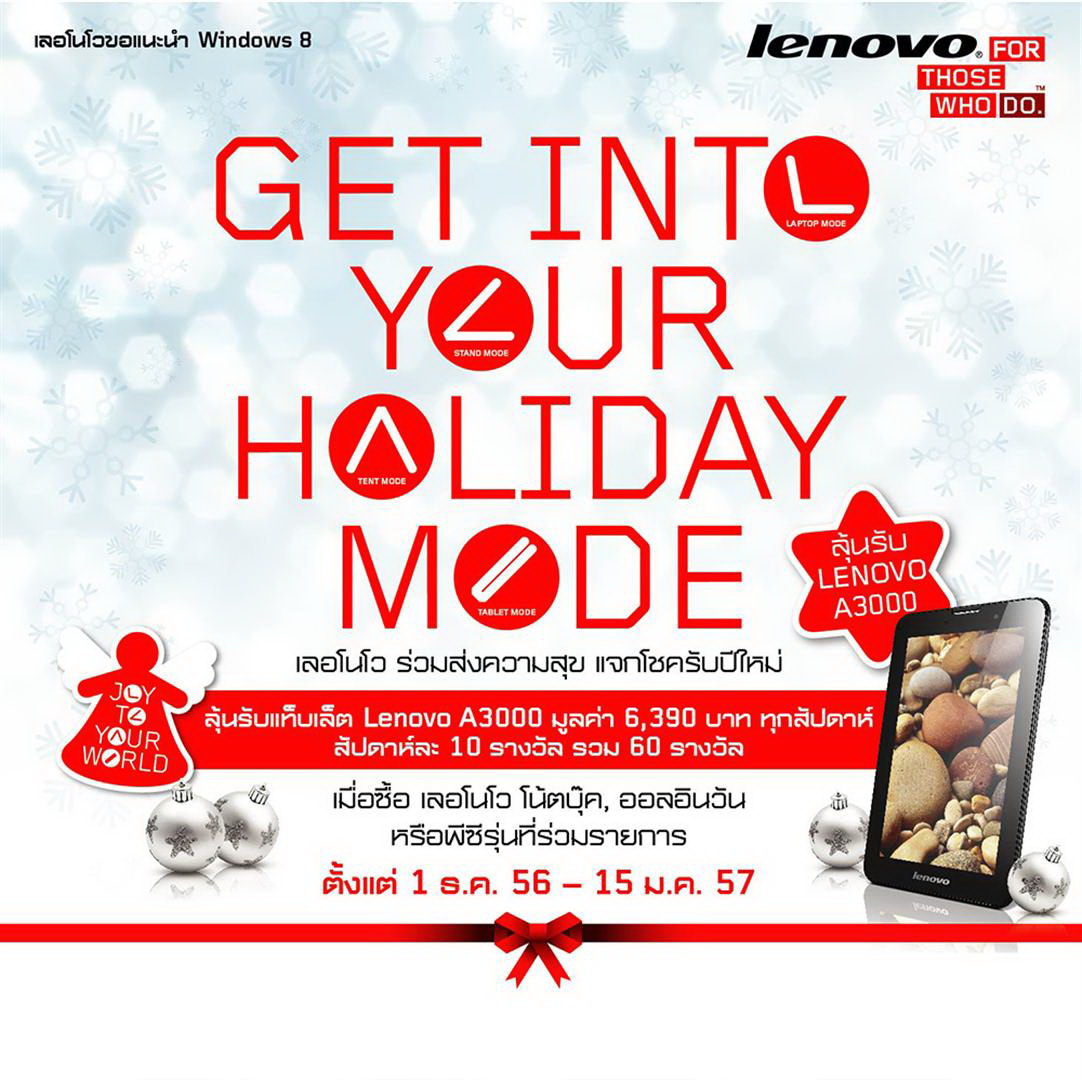 เลอโนโวขอแนะนำ Windows 8
lenovo. FOR
THOSE
WHO DO.™
GET INTO
LAPTOP MODE
YOUR
STAND MODE
HOLIDAY
TENT MODE
MODE
TABLET MODE
ลุ้นรับ
LENOVO
A3000
เลอโนโว ร่วมส่งความสุข แจกโชครับปีใหม่
JOY
TO
YOUR
WORLD
ลุ้นรับแท็บเล็ต Lenovo A3000 มูลค่า 6,390 บาท ทุกสัปดาห์
สัปดาห์ละ 10 รางวัล รวม 60 รางวัล
เมื่อซื้อ เลอโนโว โน้ตบุ๊ค, ออลอินวัน
หรือพีซีรุ่นที่ร่วมรายการ
ตั้งแต่ 1 ธ.ค. 56 – 15 ม.ค. 57
lenovo